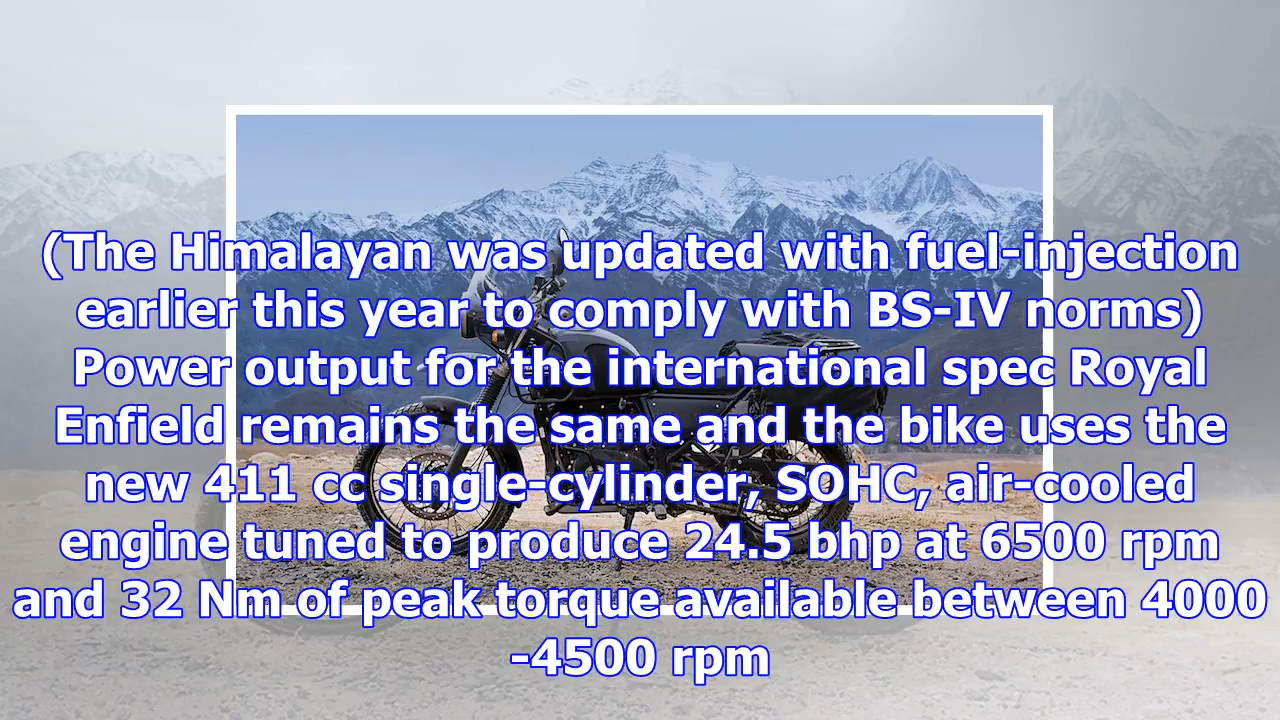 (The Himalayan was updated with fuel-injection
earlier this year to comply with BS-IV norms)
Power output for the international spec Royal
Enfield remains the same and the bike uses the
new 411 cc single-cylinder, SOHC, air-cooled
engine tuned to produce 24.5 bhp at 6500 rpm
and 32 Nm of peak torque available between 4000
-4500 rpm